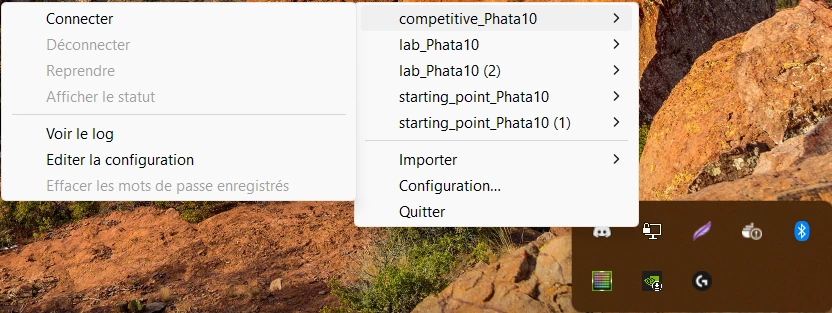 Connecter
Déconnecter
Reprendre
Afficher le statut
Voir le log
Editer la configuration
Effacer les mots de passe enregistrés
competitive_Phata10
lab_Phata10
lab_Phata10 (2)
starting_point_Phata10
starting_point_Phata10 (1)
Importer
Configuration...
Quitter